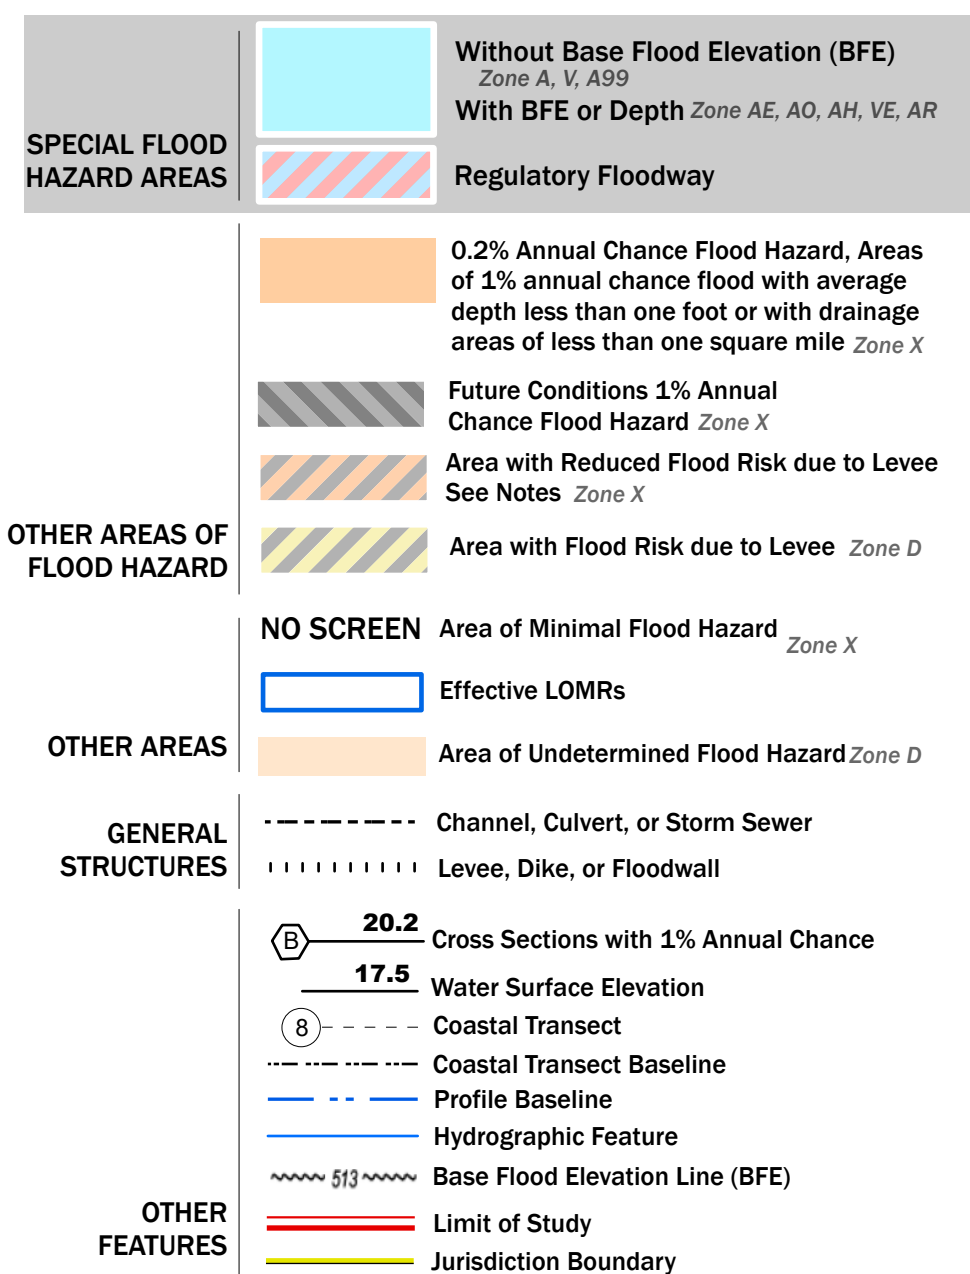 SPECIAL FLOOD
HAZARD AREAS
Without Base Flood Elevation (BFE)
Zone A, V, A99
With BFE or Depth Zone AE, AO, AH, VE, AR
Regulatory Floodway
OTHER AREAS OF
FLOOD HAZARD
0.2% Annual Chance Flood Hazard, Areas
of 1% annual chance flood with average
depth less than one foot or with drainage
areas of less than one square mile Zone X
Future Conditions 1% Annual
Chance Flood Hazard Zone X
Area with Reduced Flood Risk due to Levee
See Notes Zone X
Area with Flood Risk due to Levee Zone D
OTHER AREAS
NO SCREEN Area of Minimal Flood Hazard Zone X
Effective LOMRs
Area of Undetermined Flood Hazard Zone D
GENERAL
STRUCTURES
Channel, Culvert, or Storm Sewer
Levee, Dike, or Floodwall
OTHER
FEATURES
B 20.2 Cross Sections with 1% Annual Chance
17.5 Water Surface Elevation
8 Coastal Transect
Coastal Transect Baseline
Profile Baseline
Hydrographic Feature
513 Base Flood Elevation Line (BFE)
Limit of Study
Jurisdiction Boundary